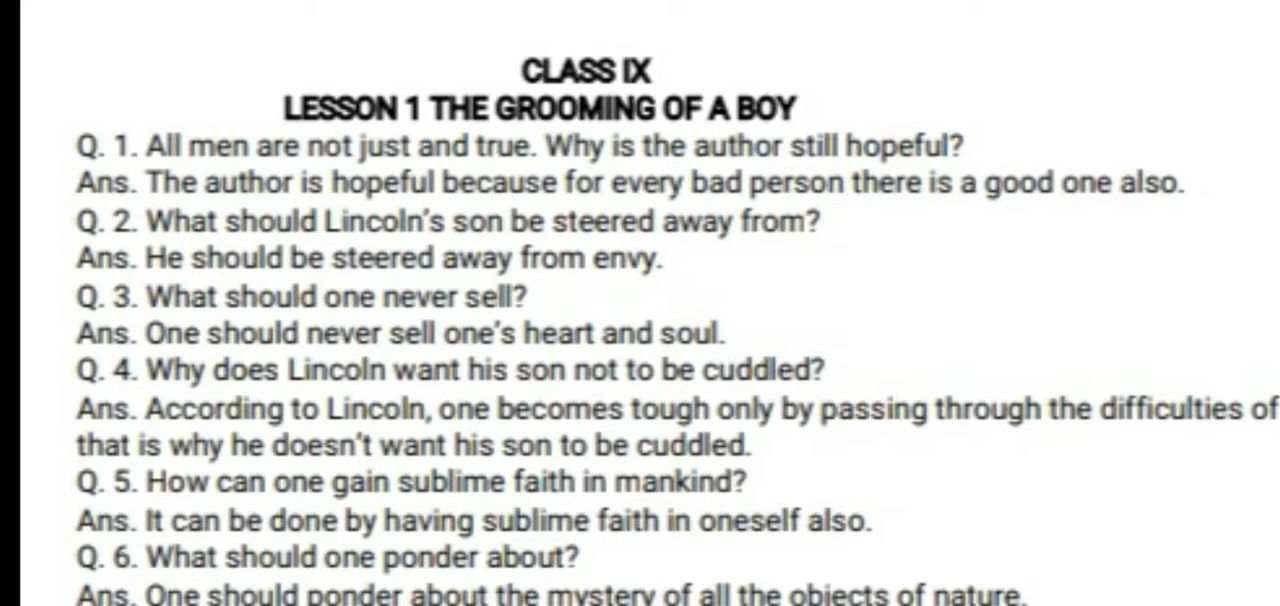 CLASS IX
LESSON 1 THE GROOMING OF A BOY
Q. 1. All men are not just and true. Why is the author still hopeful?
Ans. The author is hopeful because for every bad person there is a good one also.
Q. 2. What should Lincoln's son be steered away from?
Ans. He should be steered away from envy.
Q. 3. What should one never sell?
Ans. One should never sell one's heart and soul.
Q. 4. Why does Lincoln want his son not to be cuddled?
Ans. According to Lincoln, one becomes tough only by passing through the difficulties of
that is why he doesn't want his son to be cuddled.
Q. 5. How can one gain sublime faith in mankind?
Ans. It can be done by having sublime faith in oneself also.
Q. 6. What should one ponder about?
Ans. One should ponder about the mystery of all the objects of nature.